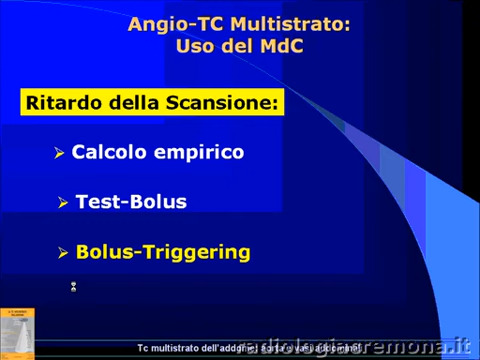 Angio-TC Multistrato:
Uso del MdC
Ritardo della Scansione:
Calcolo empirico
Test-Bolus
Bolus-Triggering
Tc multistrato dell'addome: aorta e vasi addominali
radiologiacremona.it